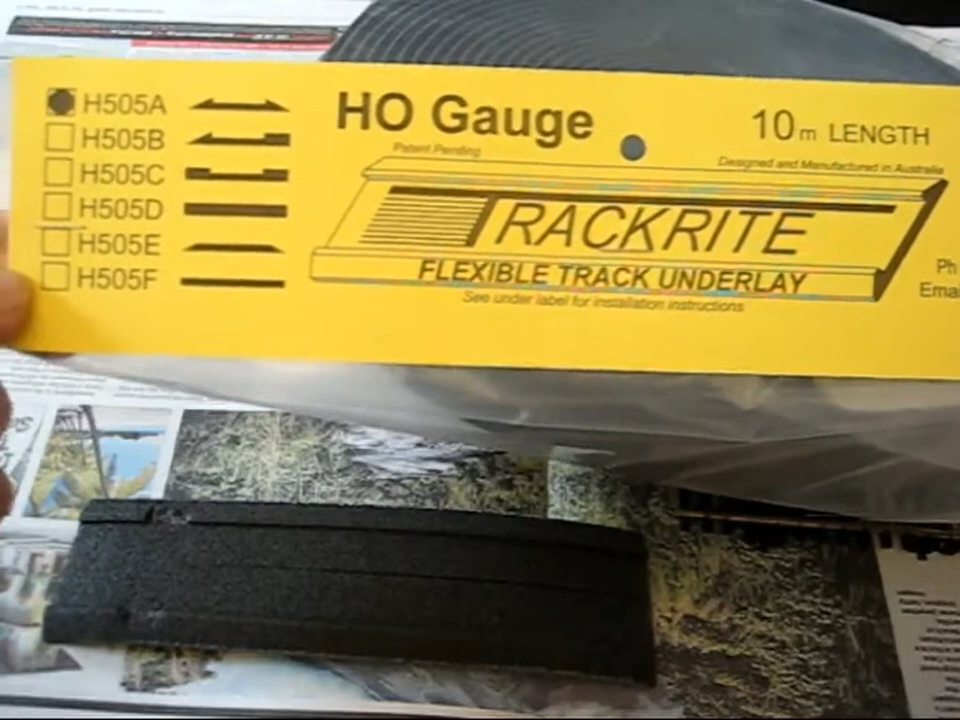 H505A
H505B
H505C
H505D
H505E
H505F
HO Gauge
10m LENGTH
Patent Pending
Designed and Manufactured in Australia
TRACKRITE
FLEXIBLE TRACK UNDERLAY
See under label for installation instructions
Ph
Emai